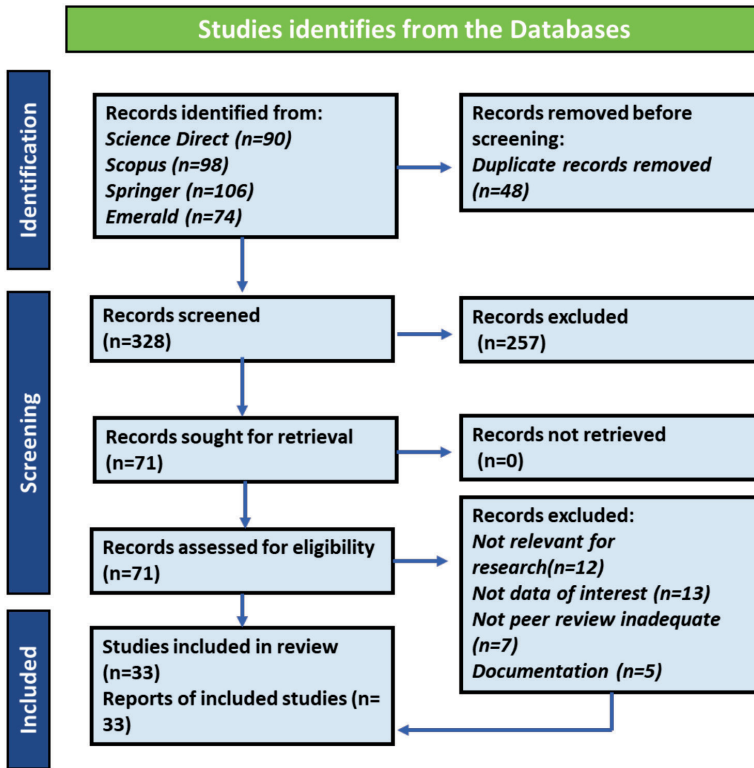 Studies identifies from the Databases
Identification
Records identified from:
Science Direct (n=90)
Scopus (n=98)
Springer (n=106)
Emerald (n=74)
Records removed before
screening:
Duplicate records removed
(n=48)
Screening
Records screened
(n=328)
Records excluded
(n=257)
Records sought for retrieval
(n=71)
Records not retrieved
(n=0)
Records assessed for eligibility
(n=71)
Records excluded:
Not relevant for
research(n=12)
Not data of interest (n=13)
Not peer review inadequate
(n=7)
Documentation (n=5)
Included
Studies included in review
(n=33)
Reports of included studies (n=
33)